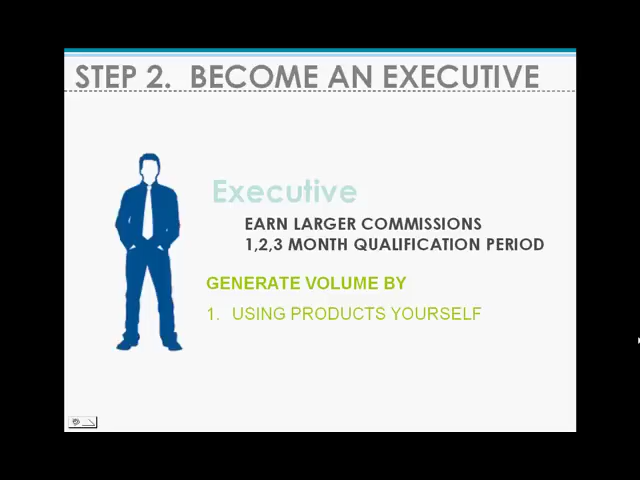 STEP 2. BECOME AN EXECUTIVE
Executive
EARN LARGER COMMISSIONS
1,2,3 MONTH QUALIFICATION PERIOD
GENERATE VOLUME BY
1. USING PRODUCTS YOURSELF